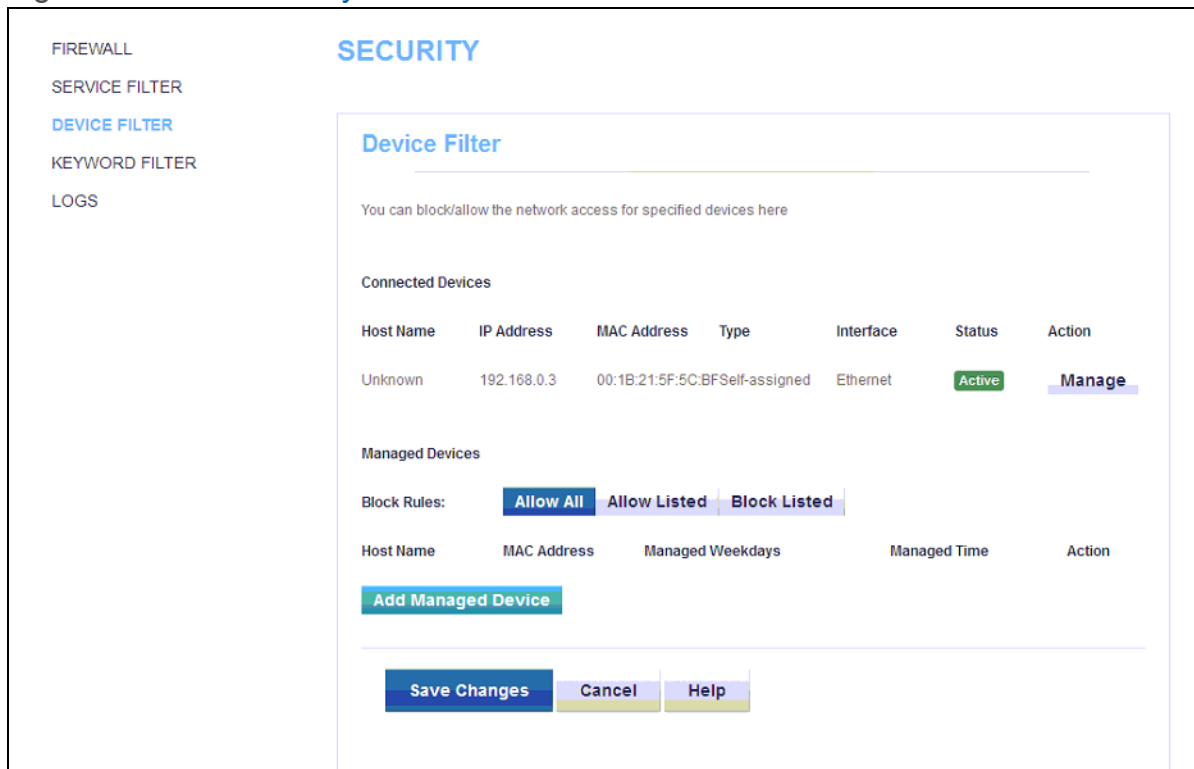 FIREWALL
SERVICE FILTER
DEVICE FILTER
KEYWORD FILTER
LOGS
SECURITY
Device Filter
You can block/allow the network access for specified devices here
Connected Devices
Host Name IP Address MAC Address Type Interface Status Action
Unknown 192.168.0.3 00:1B:21:5F:5C:BF Self-assigned Ethernet Active Manage
Managed Devices
Block Rules: Allow All Allow Listed Block Listed
Host Name MAC Address Managed Weekdays Managed Time Action
Add Managed Device
Save Changes Cancel Help